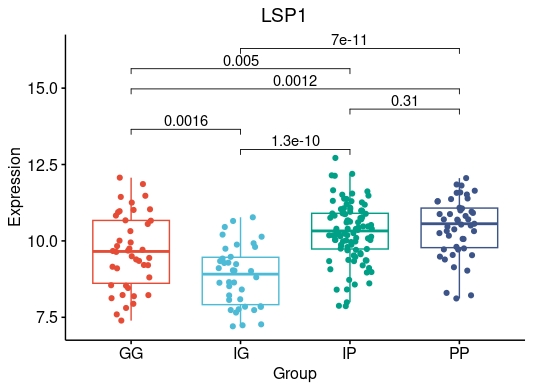 LSP1
7e-11
0.005
0.0012
0.31
0.0016
1.3e-10
Expression
15.0
12.5
10.0
7.5
GG IG IP PP
Group